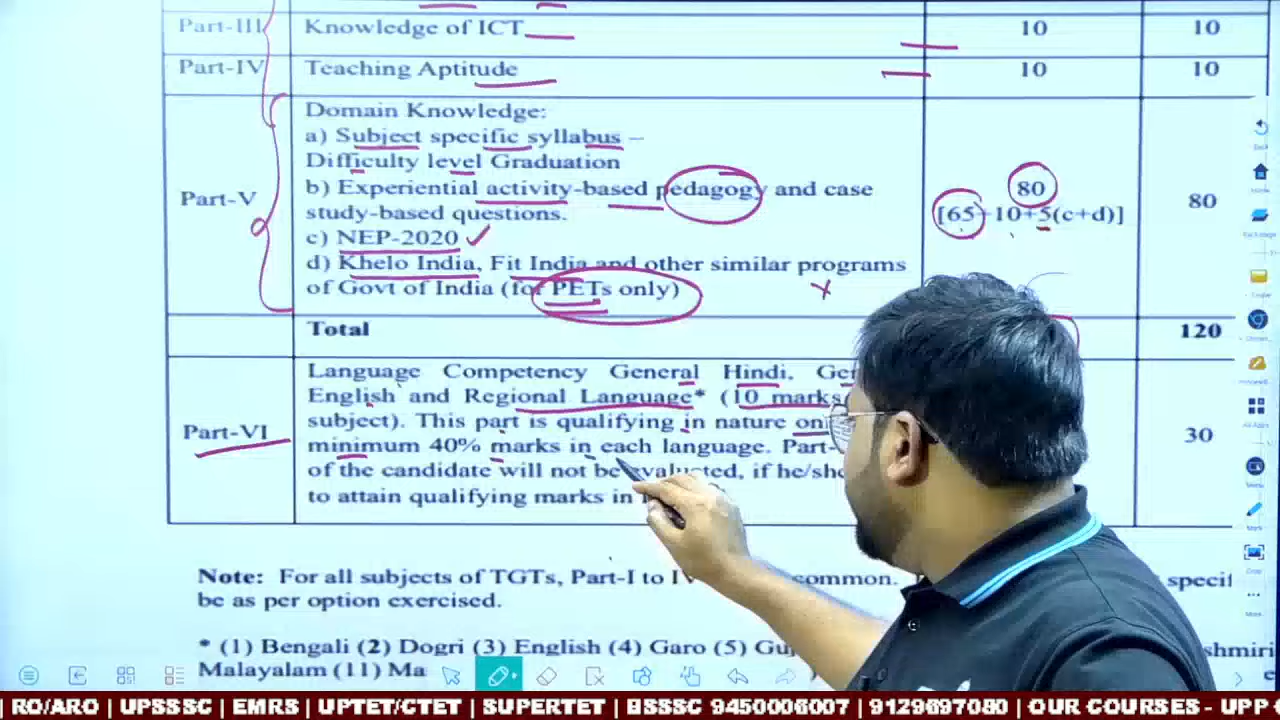 Part-III Knowledge of ICT 10 10
Part-IV Teaching Aptitude 10 10
Domain Knowledge:
a) Subject specific syllabus –
Difficulty level Graduation
b) Experiential activity-based pedagogy and case
study-based questions.
c) NEP-2020
d) Khelo India, Fit India and other similar programs
of Govt of India (for PETs only)
Part-V
80
[65+10+5(c+d)]
80
Total 120
Language Competency General Hindi,
English and Regional Language* (10 marks
subject). This part is qualifying in nature
minimum 40% marks in each language. Part-
of the candidate will not be evaluated, if
to attain qualifying marks in
Part-VI
30
Note: For all subjects of TGTs, Part-I to common.
be as per option exercised.
* (1) Bengali (2) Dogri (3) English (4) Garo (5)
Malayalam (11)
| RO/ARO | UPSSSC | EMRS | UPTET/CTET | SUPERTET | BSSSC 9450006007 | 9129697080 | OUR COURSES - UPP